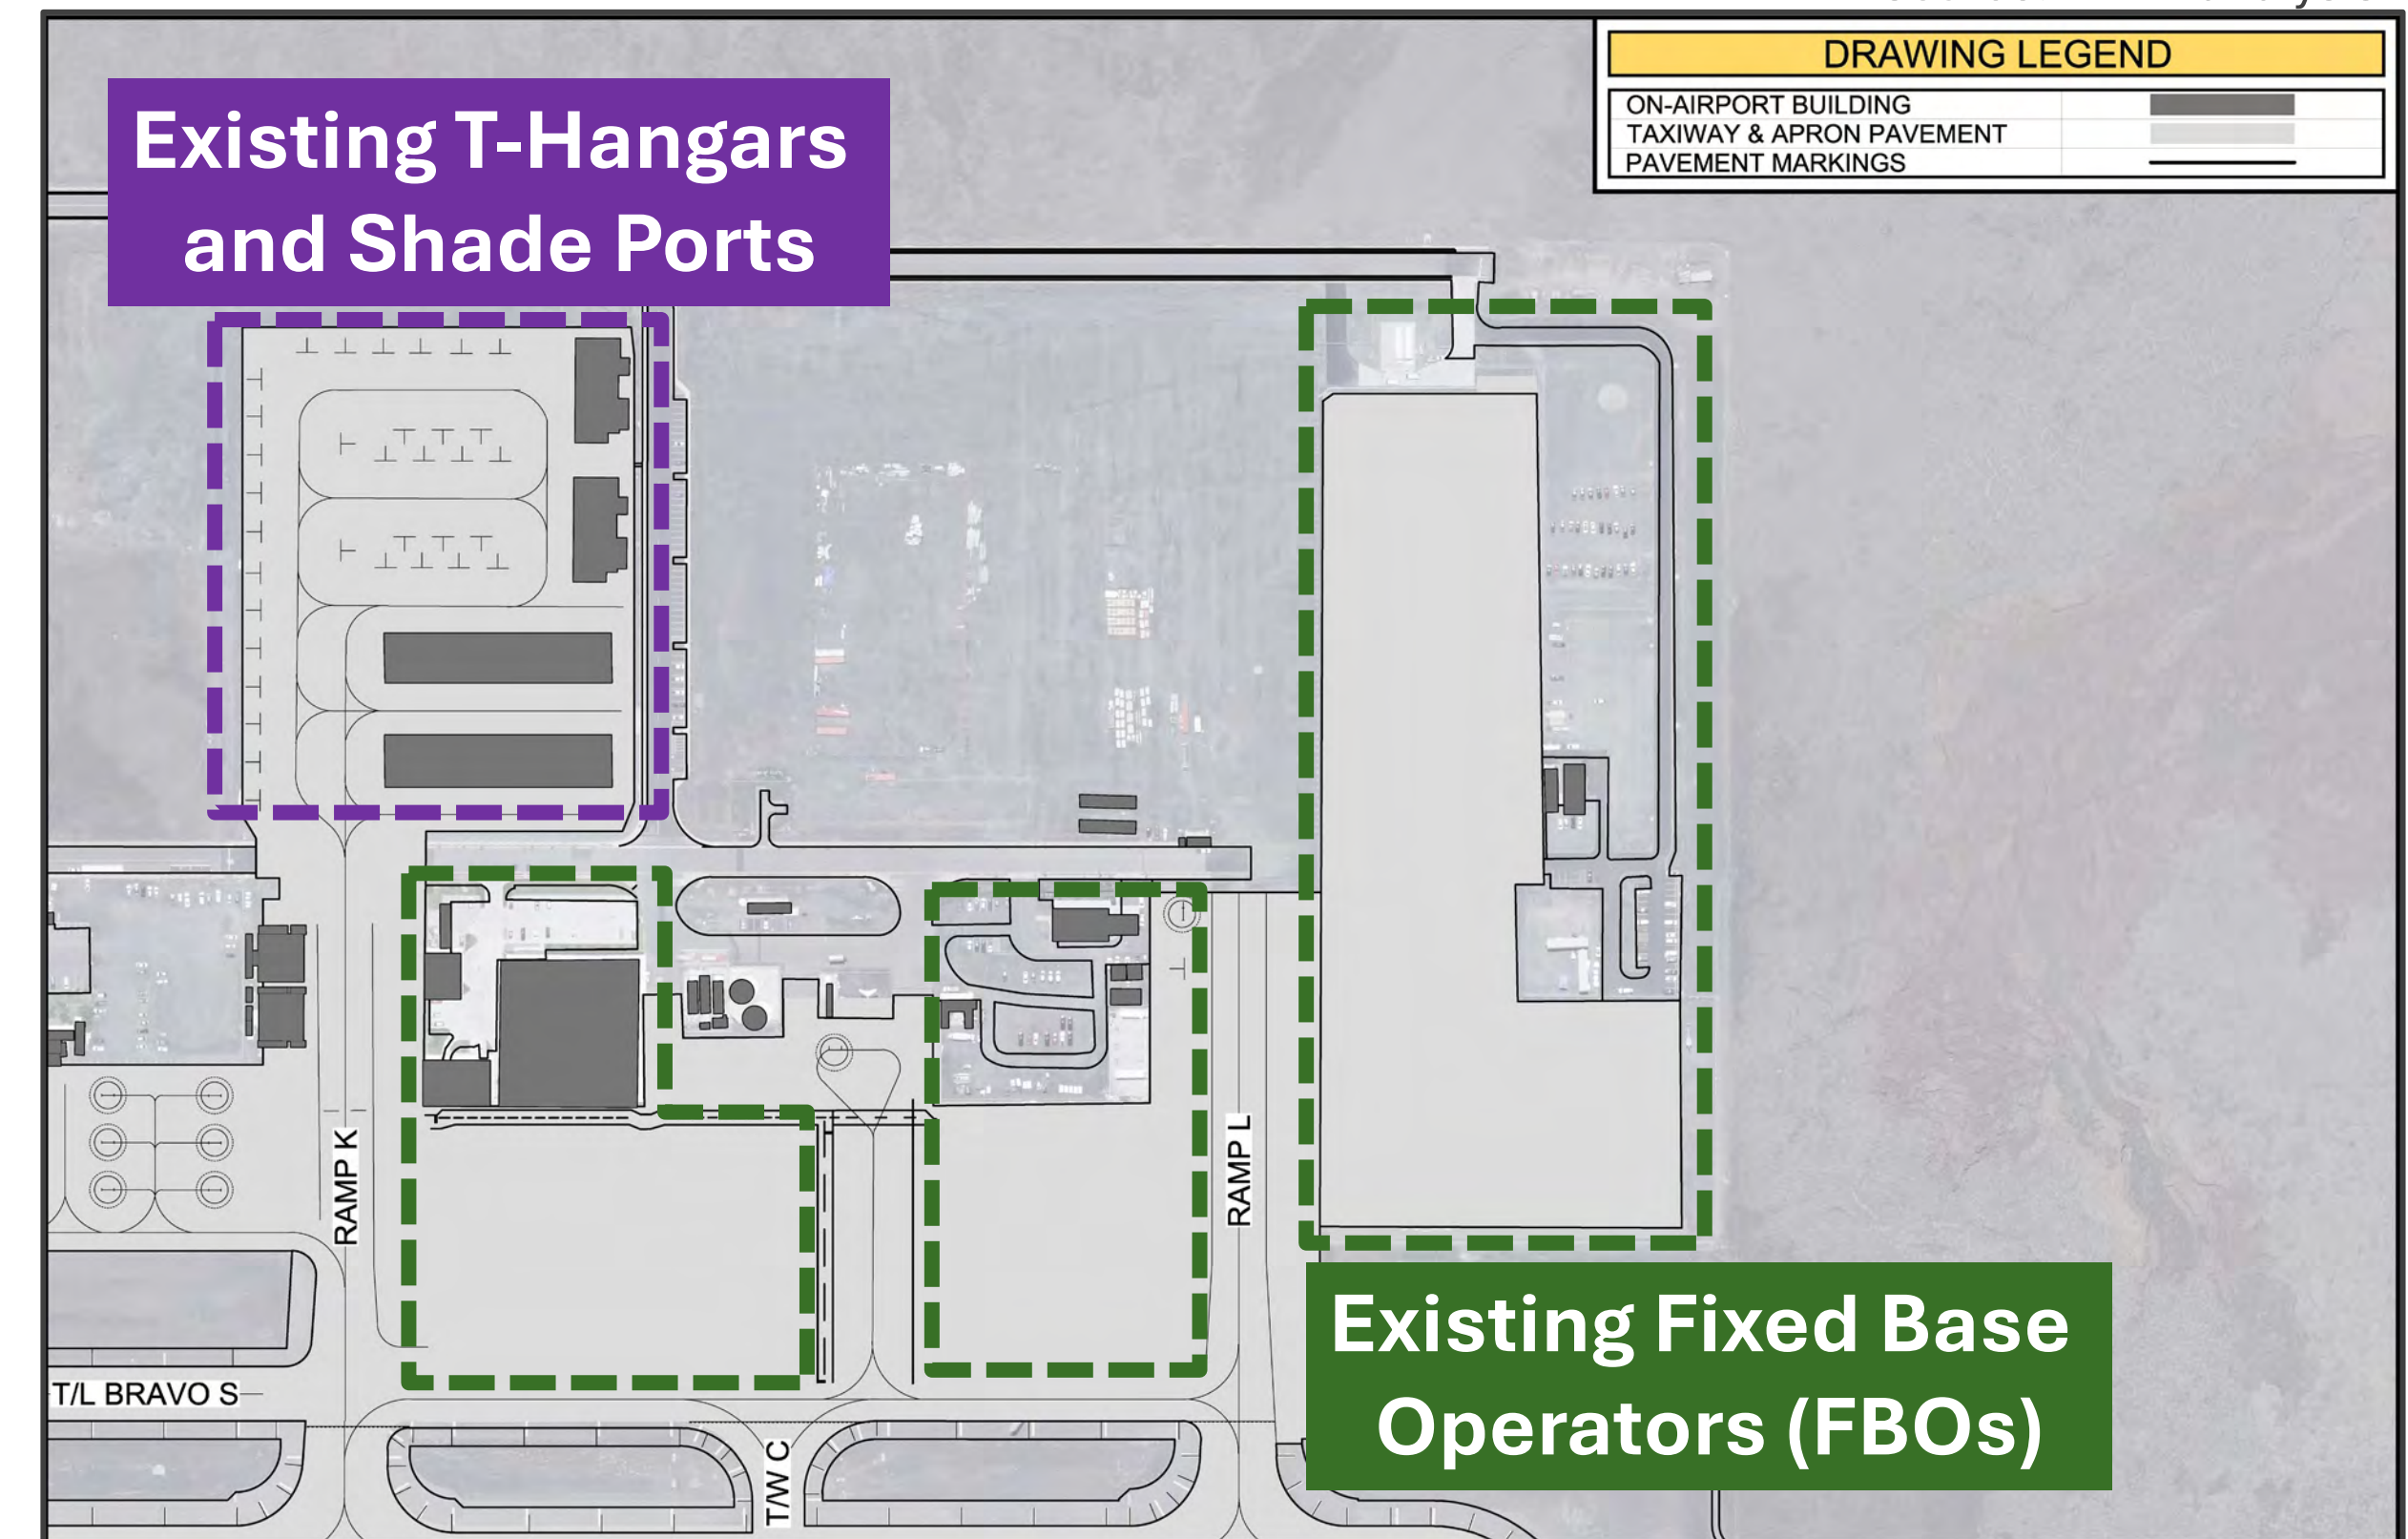 DRAWING LEGEND
ON-AIRPORT BUILDING
TAXIWAY & APRON PAVEMENT
PAVEMENT MARKINGS
Existing T-Hangars
and Shade Ports
RAMP K
RAMP L
Existing Fixed Base
Operators (FBOs)
T/L BRAVO S
T/W C